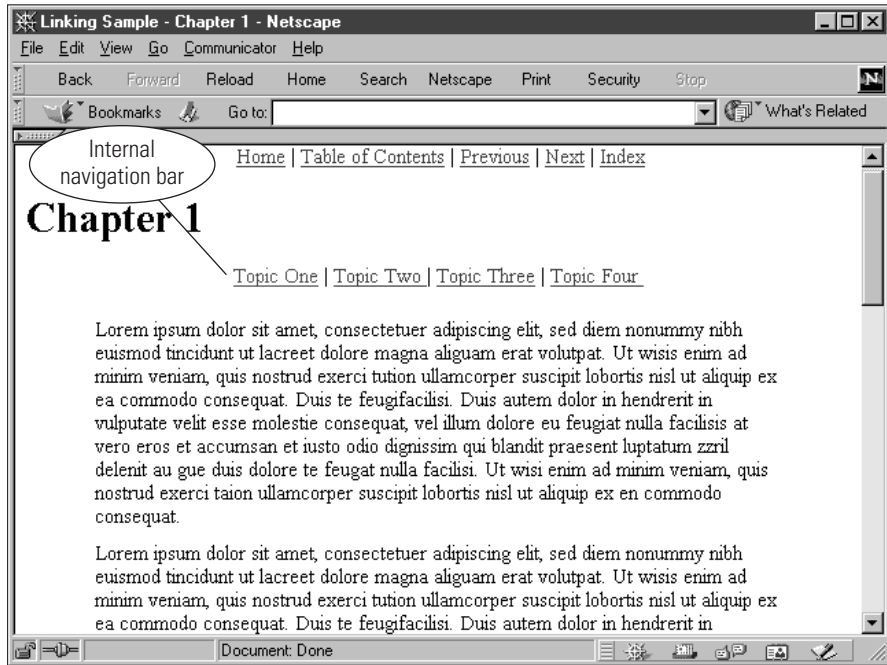 Linking Sample - Chapter 1 - Netscape
File Edit View Go Communicator Help
Back Forward Reload Home Search Netscape Print Security Stop N
Bookmarks Go to: What's Related
Internal
navigation bar
Home | Table of Contents | Previous | Next | Index
Chapter 1
Topic One | Topic Two | Topic Three | Topic Four
Lorem ipsum dolor sit amet, consectetuer adipiscing elit, sed diem nonummy nibh
euismod tincidunt ut lacreet dolore magna aliguam erat volutpat. Ut wisis enim ad
minim veniam, quis nostrud exerci tution ullamcorper suscipit lobortis nisl ut aliquip ex
ea commodo consequat. Duis te feugifacilisi. Duis autem dolor in hendrerit in
vulputate velit esse molestie consequat, vel illum dolore eu feugiat nulla facilisis at
vero eros et accumsan et iusto odio dignissim qui blandit praesent luptatum zzril
delenit au gue duis dolore te feugat nulla facilisi. Ut wisi enim ad minim veniam, quis
nostrud exerci taion ullamcorper suscipit lobortis nisl ut aliquip ex en commodo
consequat.
Lorem ipsum dolor sit amet, consectetuer adipiscing elit, sed diem nonummy nibh
euismod tincidunt ut lacreet dolore magna aliguam erat volutpat. Ut wisis enim ad
minim veniam, quis nostrud exerci tution ullamcorper suscipit lobortis nisl ut aliquip ex
ea commodo consequat. Duis te feugifacilisi. Duis autem dolor in hendrerit in
Document: Done